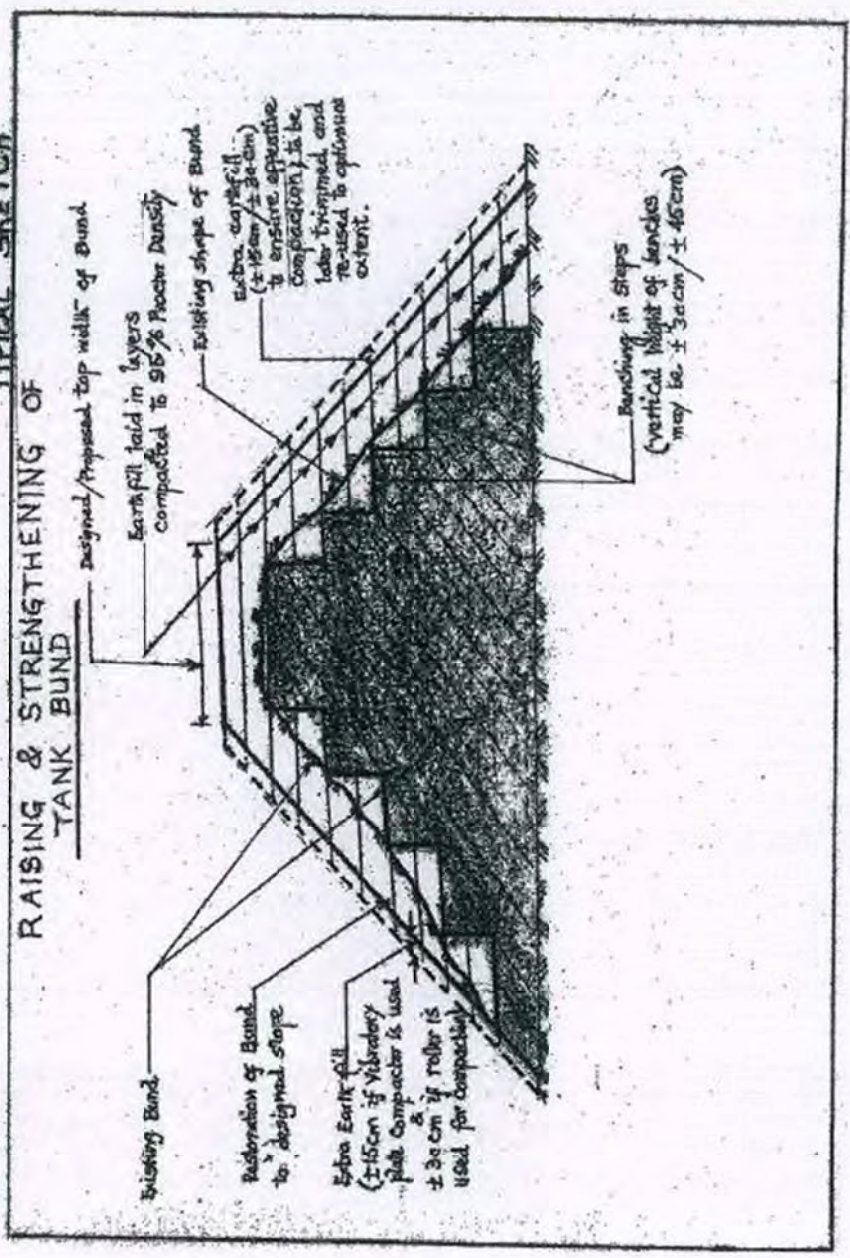 TYPICAL SKETCH
RAISING & STRENGTHENING OF
TANK BUND
Designed/Proposed top width of Bund
Earthfill laid in layers
compacted to 95% Proctor Density
Existing shape of Bund
Extra earthfill
(±15cm / ±30cm)
to ensure effective
compaction, to be
later trimmed, and
re-used to optimum
extent.
Existing Bund
Restoration of Bund
to designed slope
Extra Earthfill
(±15cm if Vibratory
plate Compactor is used
&
±30cm if roller is
used for compaction)
Benching in steps
(vertical height of benches
may be ±30cm / ±45cm)